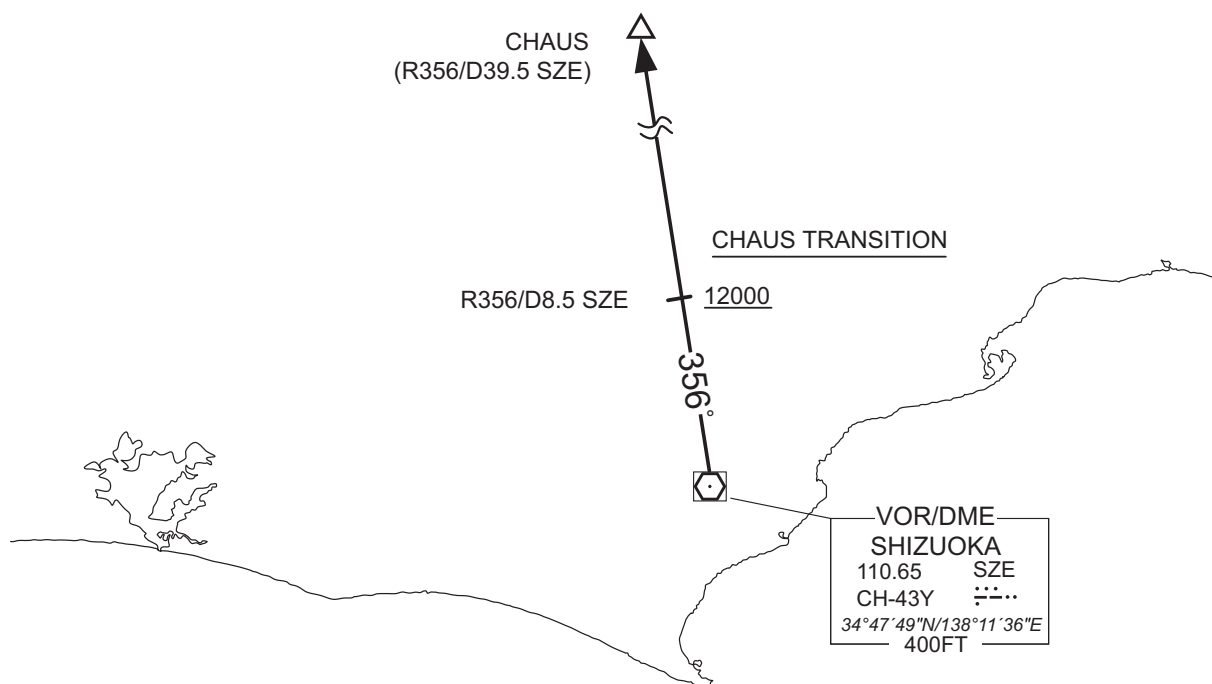 CHAUS
(R356/D39.5 SZE)
CHAUS TRANSITION
R356/D8.5 SZE
12000
356°
VOR/DME
SHIZUOKA
110.65 SZE
CH-43Y
34°47´49"N/138°11´36"E
400FT